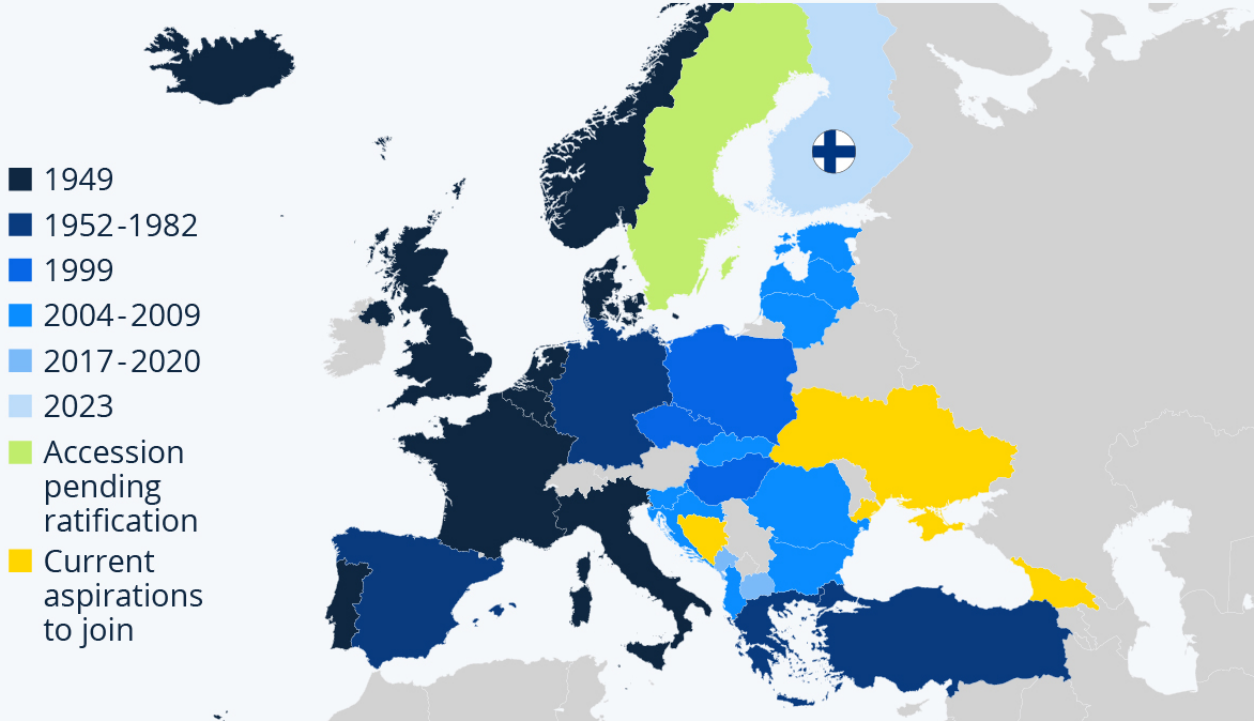 1949
1952-1982
1999
2004-2009
2017-2020
2023
Accession
pending
ratification
Current
aspirations
to join